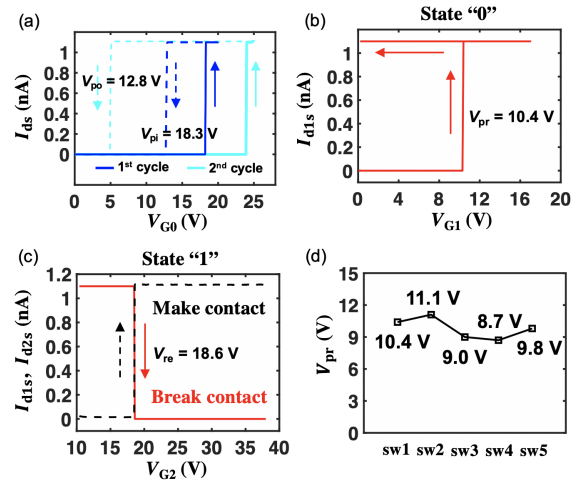 (a)
I_ds (nA)
1
0.8
0.6
0.4
0.2
0
V_po = 12.8 V
V_pi = 18.3 V
1st cycle
2nd cycle
0 5 10 15 20 25
V_G0 (V)
(b)
State “0”
I_d1s (nA)
1
0.8
0.6
0.4
0.2
0
V_pr = 10.4 V
0 4 8 12 16 20
V_G1 (V)
(c)
State “1”
I_d1s, I_d2s (nA)
1.2
1
0.8
0.6
0.4
0.2
0
Make contact
V_re = 18.6 V
Break contact
10 20 30 40
V_G2 (V)
(d)
V_pr (V)
15
12
9
6
3
0
10.4 V
11.1 V
9.0 V
8.7 V
9.8 V
sw1 sw2 sw3 sw4 sw5